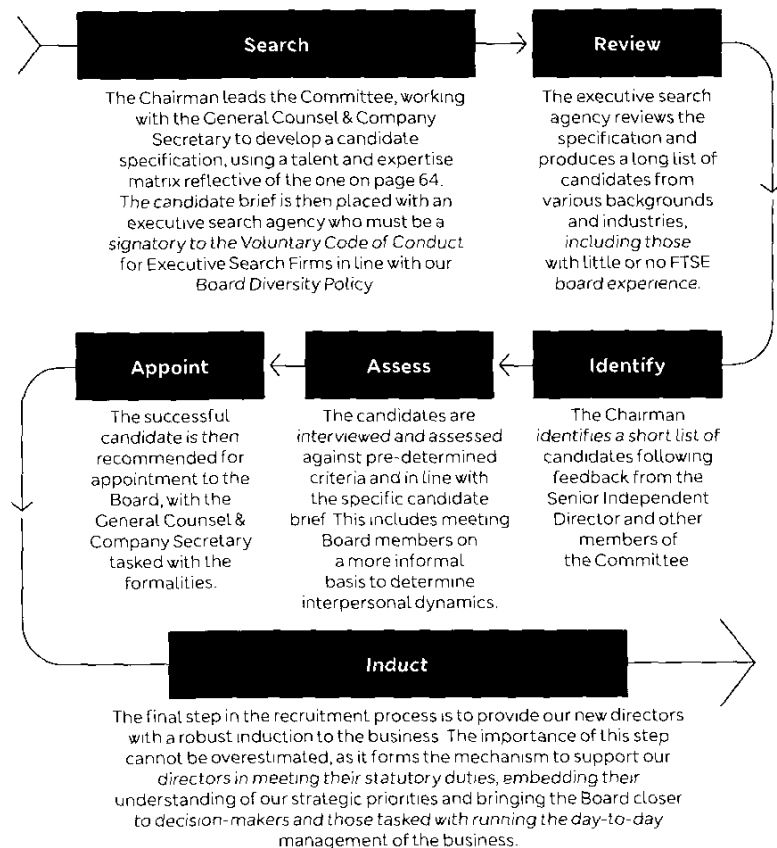 Search
The Chairman leads the Committee, working
with the General Counsel & Company
Secretary to develop a candidate
specification, using a talent and expertise
matrix reflective of the one on page 64.
The candidate brief is then placed with an
executive search agency who must be a
signatory to the Voluntary Code of Conduct
for Executive Search Firms in line with our
Board Diversity Policy
Review
The executive search
agency reviews the
specification and
produces a long list of
candidates from
various backgrounds
and industries,
including those
with little or no FTSE
board experience.
Identify
The Chairman
identifies a short list of
candidates following
feedback from the
Senior Independent
Director and other
members of
the Committee
Assess
The candidates are
interviewed and assessed
against pre-determined
criteria and in line with
the specific candidate
brief This includes meeting
Board members on
a more informal
basis to determine
interpersonal dynamics.
Appoint
The successful
candidate is then
recommended for
appointment to the
Board, with the
General Counsel &
Company Secretary
tasked with the
formalities.
Induct
The final step in the recruitment process is to provide our new directors
with a robust induction to the business The importance of this step
cannot be overestimated, as it forms the mechanism to support our
directors in meeting their statutory duties, embedding their
understanding of our strategic priorities and bringing the Board closer
to decision-makers and those tasked with running the day-to-day
management of the business.